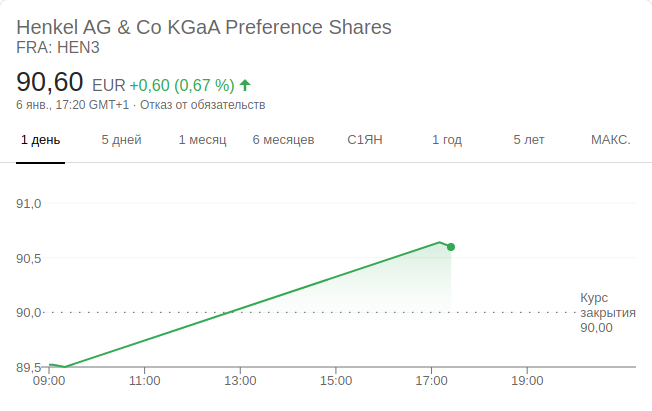 Henkel AG & Co KGaA Preference Shares
FRA: HEN3
90,60 EUR +0,60 (0,67 %)
6 янв., 17:20 GMT+1 · Отказ от обязательств
1 день 5 дней 1 месяц 6 месяцев С1ЯН 1 год 5 лет МАКС.
91,0
90,5
90,0
89,5
Курс
закрытия
90,00
09:00 11:00 13:00 15:00 17:00 19:00